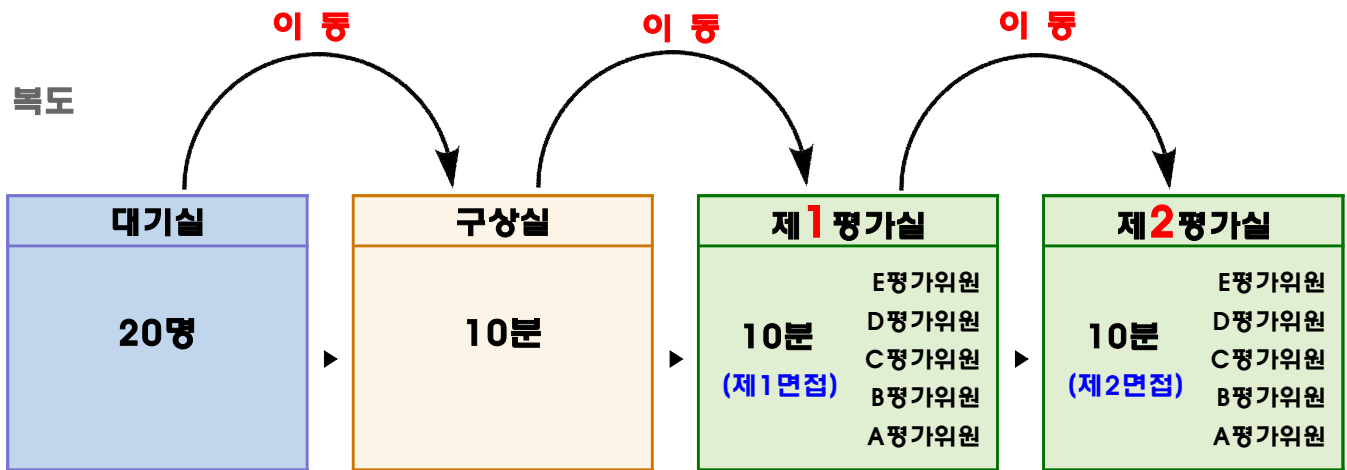 이 동
이 동
이 동
복도
대기실
20명
구상실
10분
제1평가실
10분
(제1면접)
E평가위원
D평가위원
C평가위원
B평가위원
A평가위원
제2평가실
10분
(제2면접)
E평가위원
D평가위원
C평가위원
B평가위원
A평가위원